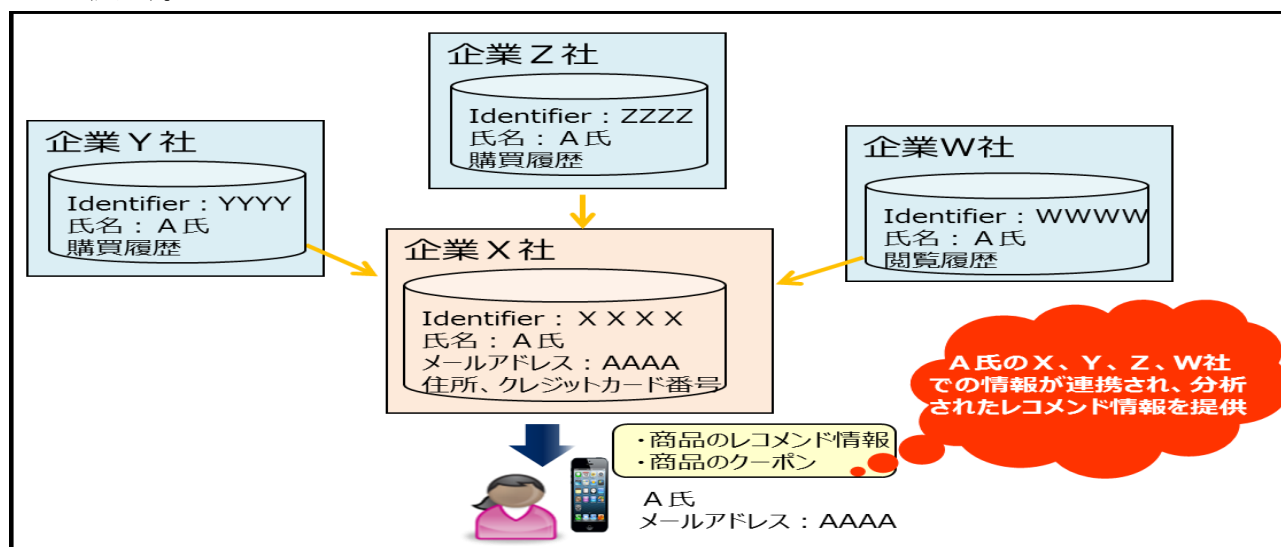 企業Z社
Identifier：ZZZZ
氏名：A氏
購買履歴
企業Y社
Identifier：YYYY
氏名：A氏
購買履歴
企業W社
Identifier：WWWW
氏名：A氏
閲覧履歴
企業X社
Identifier：XXXX
氏名：A氏
メールアドレス：AAAA
住所、クレジットカード番号
A氏のX、Y、Z、W社
での情報が連携され、分析
されたレコメンド情報を提供
・商品のレコメンド情報
・商品のクーポン
A氏
メールアドレス：AAAA